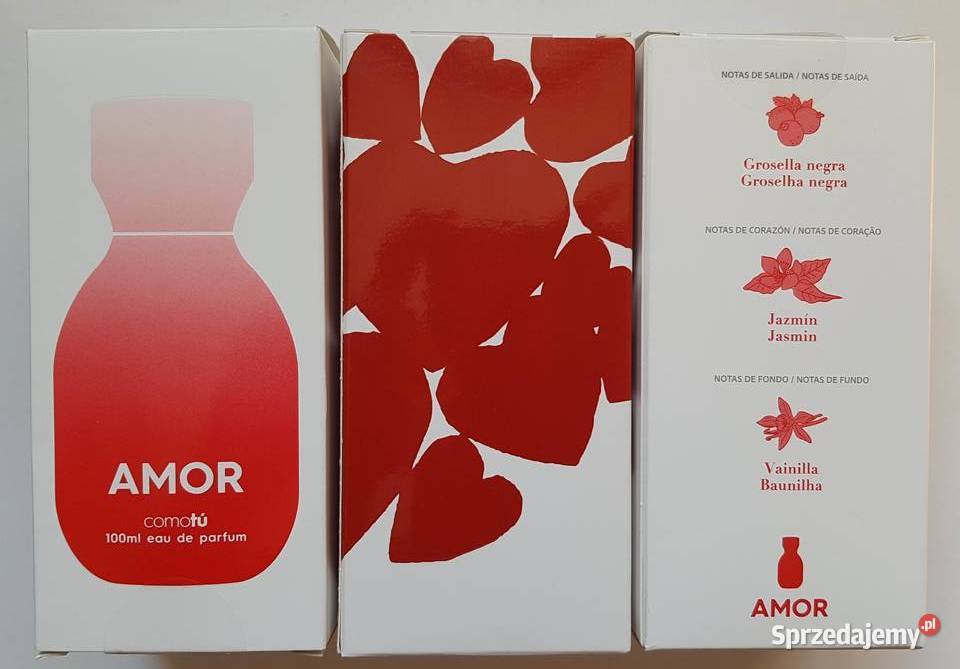 AMOR
comotú
100ml eau de parfum
NOTAS DE SALIDA / NOTAS DE SAÍDA
Grosella negra
Groselha negra
NOTAS DE CORAZÓN / NOTAS DE CORAÇÃO
Jazmín
Jasmin
NOTAS DE FONDO / NOTAS DE FUNDO
Vainilla
Baunilha
AMOR
Sprzedajemy.pl